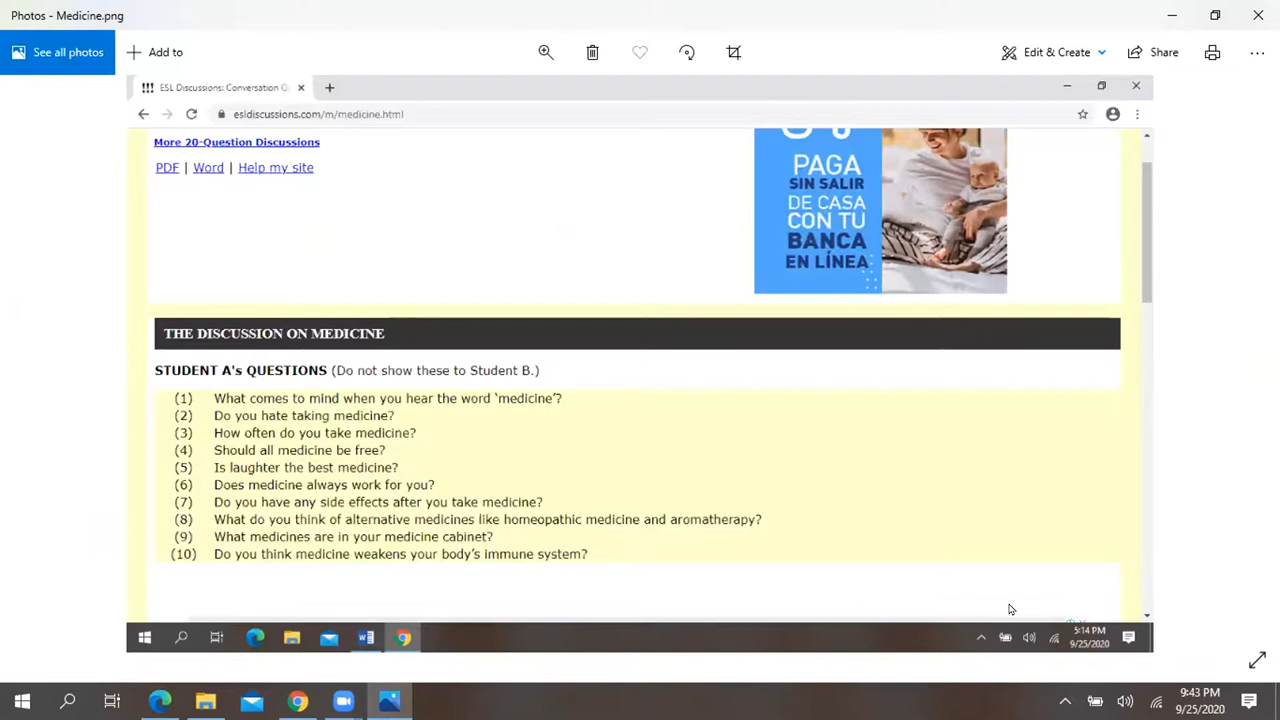 Photos - Medicine.png
See all photos
Add to
Edit & Create
Share
ESL Discussions: Conversation Q
esldiscussions.com/m/medicine.html
More 20-Question Discussions
PDF | Word | Help my site
PAGA
SIN SALIR
DE CASA
CON TU
BANCA
EN LÍNEA
THE DISCUSSION ON MEDICINE
STUDENT A's QUESTIONS (Do not show these to Student B.)
(1) What comes to mind when you hear the word ‘medicine’?
(2) Do you hate taking medicine?
(3) How often do you take medicine?
(4) Should all medicine be free?
(5) Is laughter the best medicine?
(6) Does medicine always work for you?
(7) Do you have any side effects after you take medicine?
(8) What do you think of alternative medicines like homeopathic medicine and aromatherapy?
(9) What medicines are in your medicine cabinet?
(10) Do you think medicine weakens your body’s immune system?
5:14 PM
9/25/2020
9:43 PM
9/25/2020